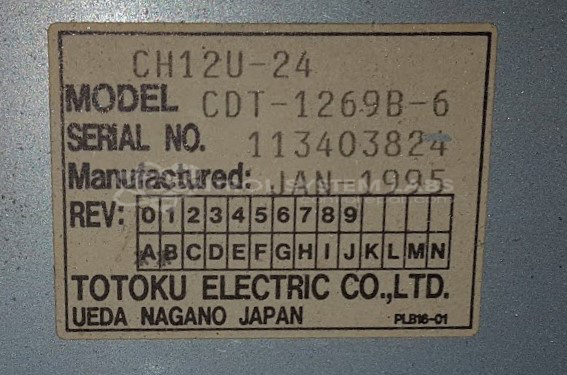 CH12U-24
MODEL CDT-1269B-6
SERIAL NO. 113403824
Manufactured: JAN 1995
REV: 0 1 2 3 4 5 6 7 8 9
A B C D E F G H I J K L M N
TOTOKU ELECTRIC CO.,LTD.
UEDA NAGANO JAPAN PLB16-01